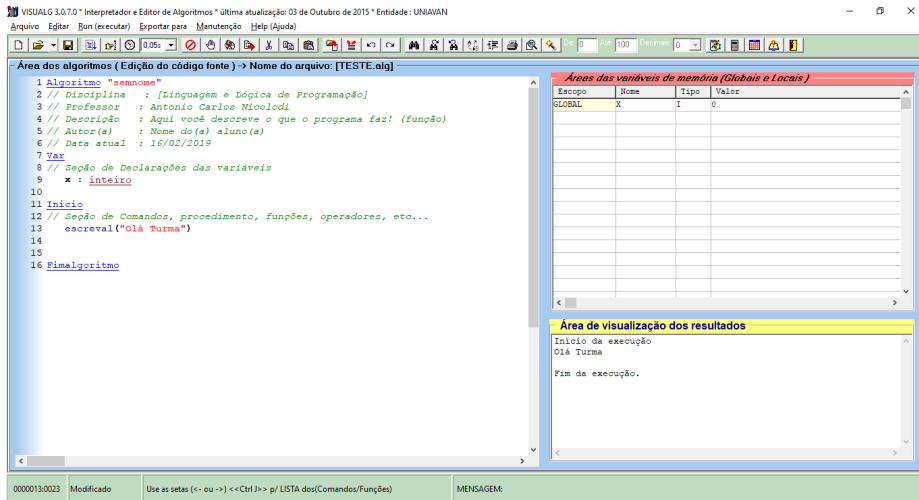 VISUALG 3.0.7.0 * Interpretador e Editor de Algoritmos * última atualização: 03 de Outubro de 2015 * Entidade : UNIAVAN
Arquivo Editar Run (executar) Exportar para Manutenção Help (Ajuda)
0,05s De 0 Até 100 Decimais 0
Área dos algoritmos ( Edição do código fonte ) -> Nome do arquivo: [TESTE.alg]
1 Algoritmo "semnome"
2 // Disciplina : [Linguagem e Lógica de Programação]
3 // Professor : Antonio Carlos Nicolodi
4 // Descrição : Aqui você descreve o que o programa faz! (função)
5 // Autor(a) : Nome do(a) aluno(a)
6 // Data atual : 16/02/2019
7 Var
8 // Seção de Declarações das variáveis
9 x : inteiro
10
11 Inicio
12 // Seção de Comandos, procedimento, funções, operadores, etc...
13 escreval("Olá Turma")
14
15
16 Fimalgoritmo
Áreas das variáveis de memória (Globais e Locais )
Escopo Nome Tipo Valor
GLOBAL X I 0
Área de visualização dos resultados
Início da execução
Olá Turma
Fim da execução.
0000013:0023 Modificado Use as setas (<- ou ->) <<Ctrl J>> p/ LISTA dos(Comandos/Funções) MENSAGEM: